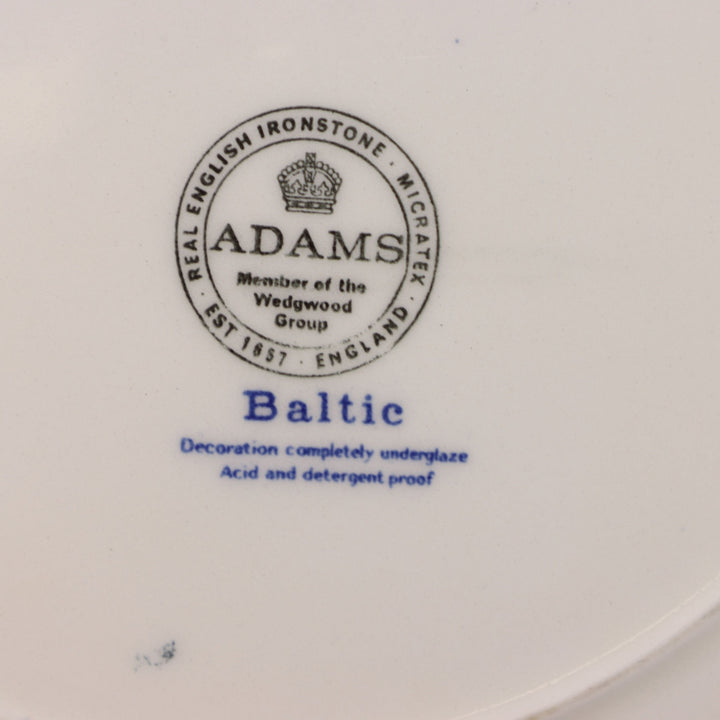 REAL ENGLISH IRONSTONE · MICRATEX ·
EST 1657 · ENGLAND ·
ADAMS
Member of the
Wedgwood
Group
Baltic
Decoration completely underglaze
Acid and detergent proof